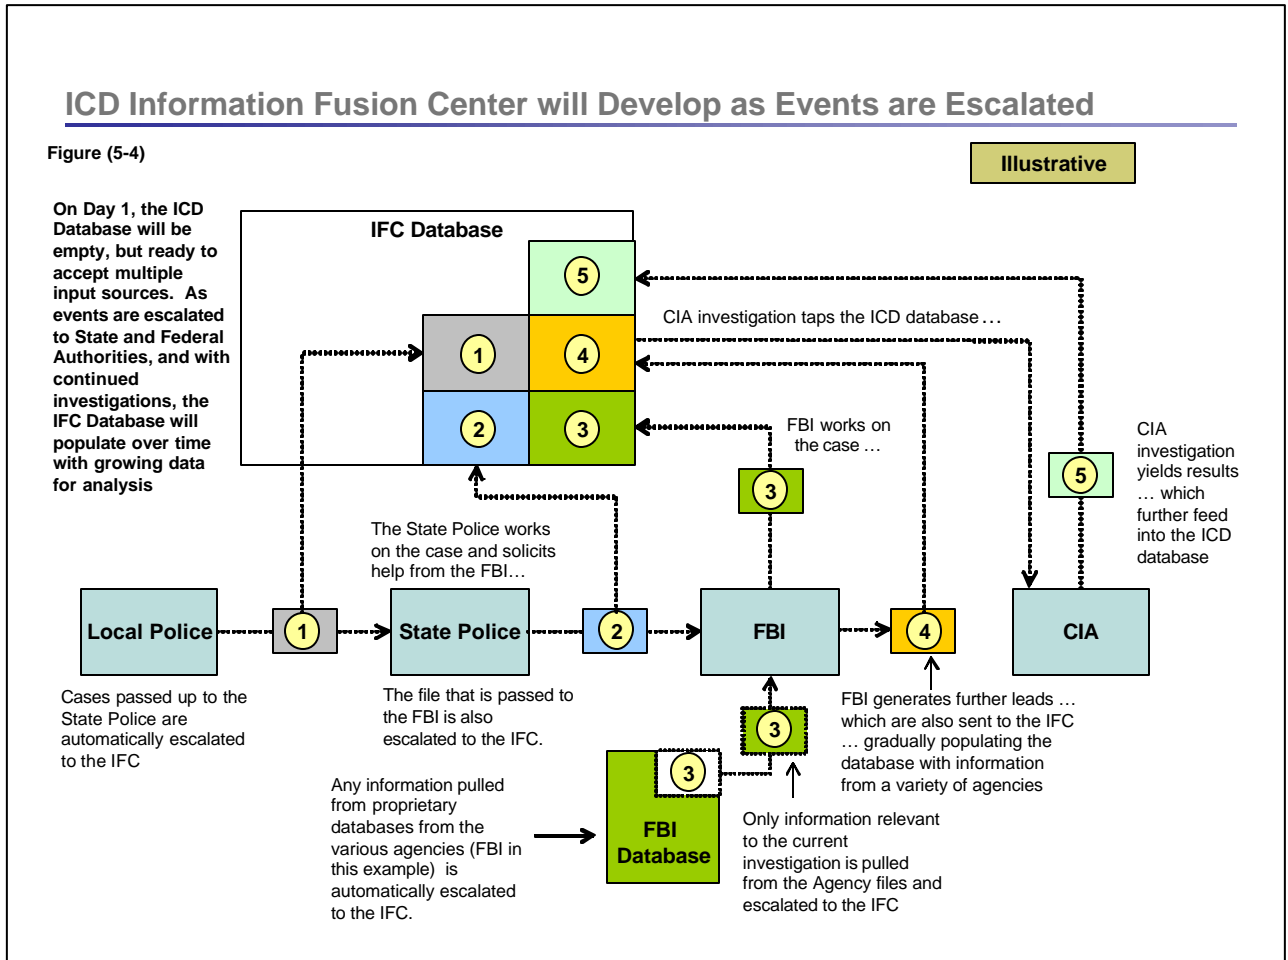 ICD Information Fusion Center will Develop as Events are Escalated
Figure (5-4)
Illustrative
On Day 1, the ICD
Database will be
empty, but ready to
accept multiple
input sources. As
events are escalated
to State and Federal
Authorities, and with
continued
investigations, the
IFC Database will
populate over time
with growing data
for analysis
IFC Database
5
1
4
2
3
CIA investigation taps the ICD database …
FBI works on
the case …
3
5
CIA
investigation
yields results
… which
further feed
into the ICD
database
The State Police works
on the case and solicits
help from the FBI…
Local Police
1
State Police
2
FBI
4
CIA
Cases passed up to the
State Police are
automatically escalated
to the IFC
The file that is passed to
the FBI is also
escalated to the IFC.
3
FBI generates further leads …
which are also sent to the IFC
… gradually populating the
database with information
from a variety of agencies
Any information pulled
from proprietary
databases from the
various agencies (FBI in
this example) is
automatically escalated
to the IFC.
3
FBI
Database
Only information relevant
to the current
investigation is pulled
from the Agency files and
escalated to the IFC